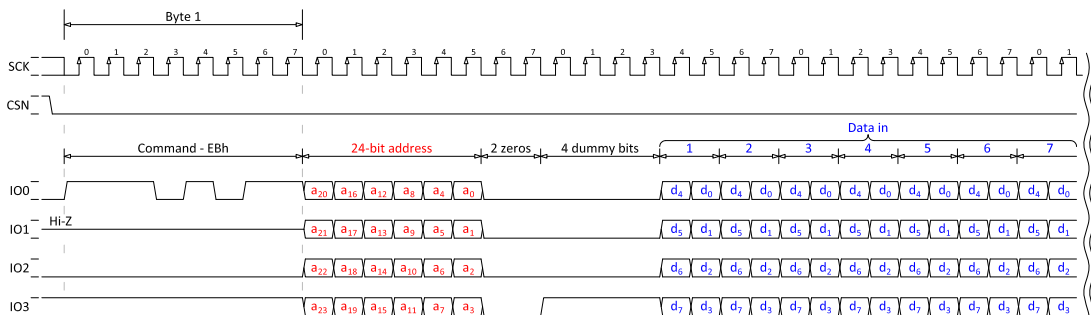 Byte 1
0 1 2 3 4 5 6 7 0 1 2 3 4 5 6 7 0 1 2 3 4 5 6 7 0 1 2 3 4 5 6 7 0 1
SCK
CSN
Data in
Command - EBh 24-bit address 2 zeros 4 dummy bits 1 2 3 4 5 6 7
IO0 a20 a16 a12 a8 a4 a0 d4 d0 d4 d0 d4 d0 d4 d0 d4 d0 d4 d0 d4 d0
Hi-Z
IO1 a21 a17 a13 a9 a5 a1 d5 d1 d5 d1 d5 d1 d5 d1 d5 d1 d5 d1 d5 d1
IO2 a22 a18 a14 a10 a6 a2 d6 d2 d6 d2 d6 d2 d6 d2 d6 d2 d6 d2 d6 d2
IO3 a23 a19 a15 a11 a7 a3 d7 d3 d7 d3 d7 d3 d7 d3 d7 d3 d7 d3 d7 d3